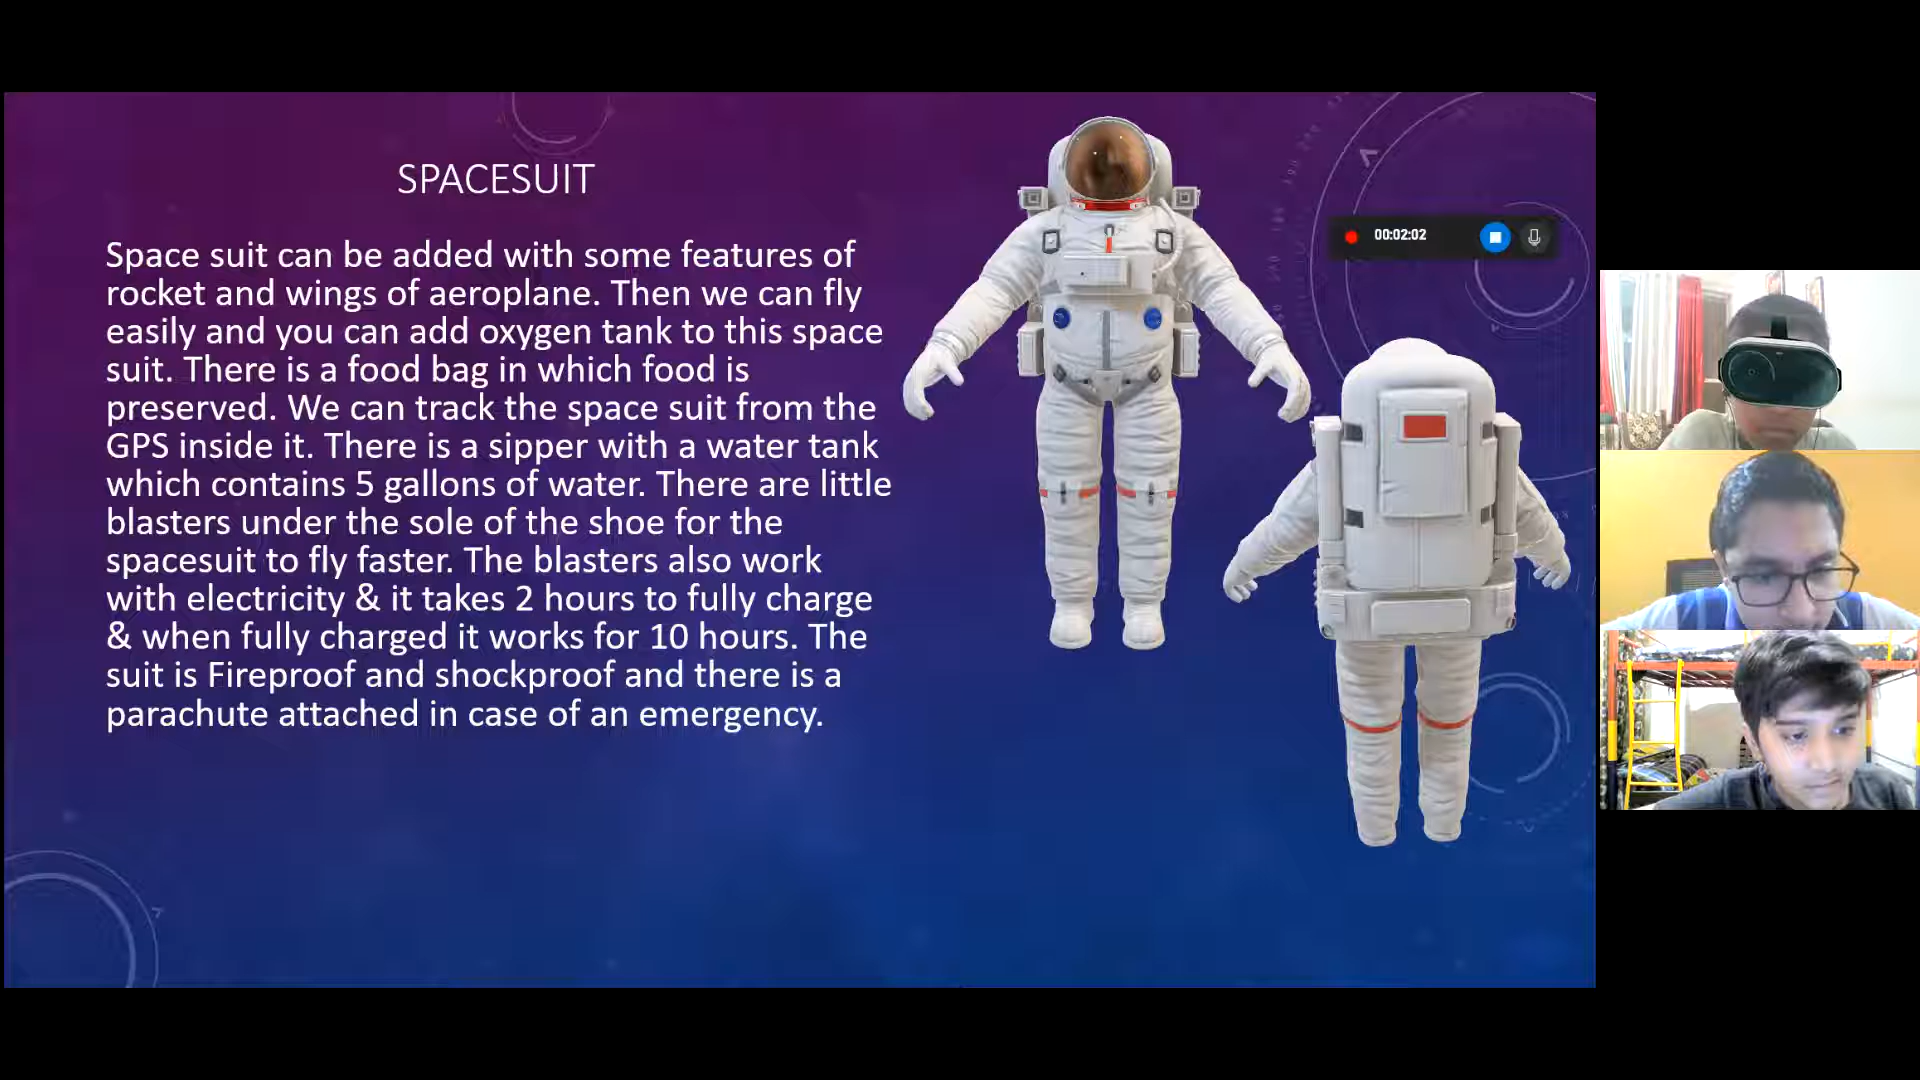 SPACESUIT
Space suit can be added with some features of
rocket and wings of aeroplane. Then we can fly
easily and you can add oxygen tank to this space
suit. There is a food bag in which food is
preserved. We can track the space suit from the
GPS inside it. There is a sipper with a water tank
which contains 5 gallons of water. There are little
blasters under the sole of the shoe for the
spacesuit to fly faster. The blasters also work
with electricity & it takes 2 hours to fully charge
& when fully charged it works for 10 hours. The
suit is Fireproof and shockproof and there is a
parachute attached in case of an emergency.
00:02:02